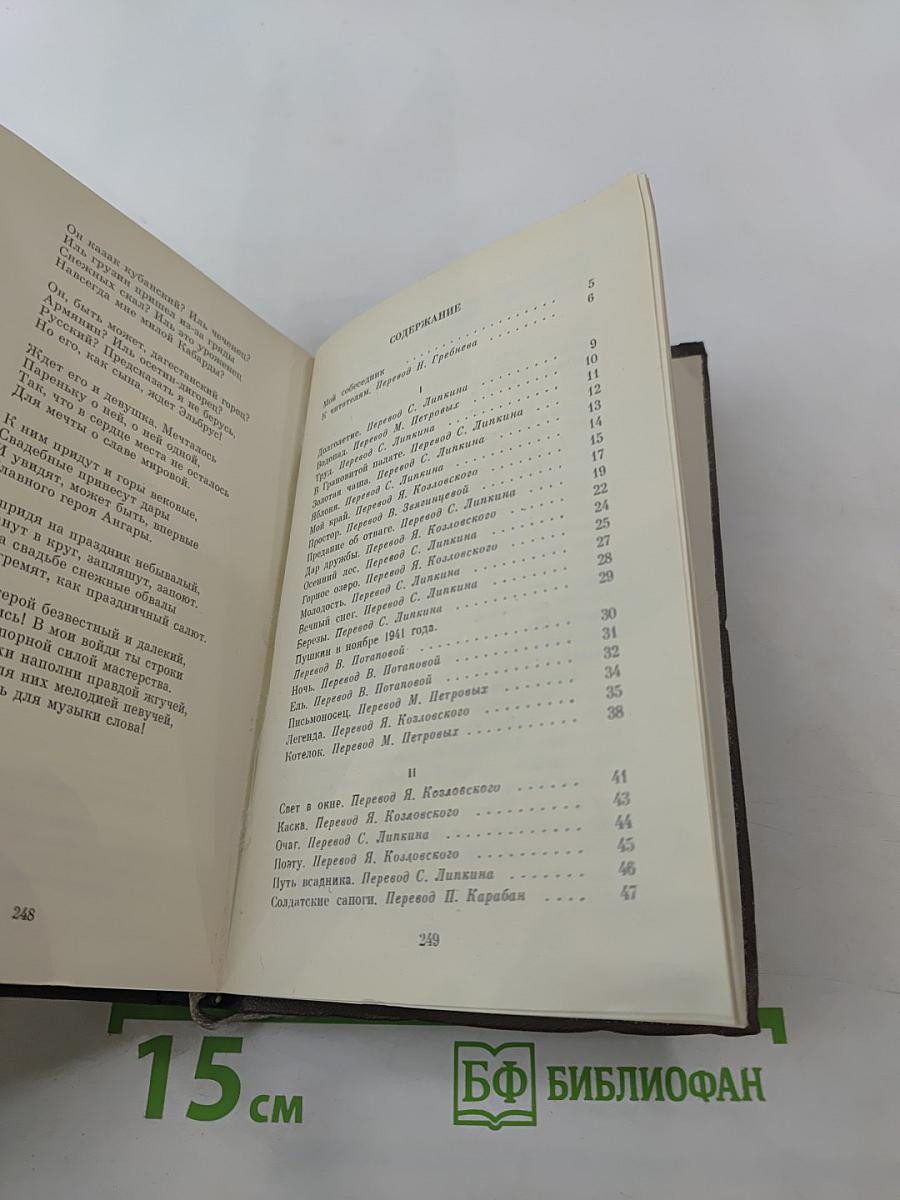 Он казак кубанский? Иль чеченец?
Иль грузин пришел из-за гряды
Снежных скал? Иль это уроженец
Навсегда мне милой Кабарды?
Он, быть может, дагестанский горец?
Армянин? Иль осетин-дигорец?
Русский? Предсказать я не берусь,
Но его, как сына, ждет Эльбрус!
Ждет его и девушка. Мечталось
Пареньку о ней, о ней одной,
Так, что в сердце места не осталось
Для мечты о славе мировой.
К ним придут и горы вековые,
Свадебные принесут дары
И увидят, может быть, впервые
лавного героя Ангары.
придя на праздник небывалый,
нут в круг, запляшут, запоют.
а свадьбе снежные обвалы
гремят, как праздничный салют.
герой безвестный и далекий,
ись! В мои войди ты строки
порной силой мастерства.
хи наполни правдой жгучей,
ля них мелодией певучей,
ь для музыки слова!
248
СОДЕРЖАНИЕ
Мой собеседник . . . . . . . . . . . . . . . . 5
К читателям. Перевод Н. Гребнева . . . . . . . 6
I
Долголетие. Перевод С. Липкина . . . . . . . . 9
Водопад. Перевод М. Петровых . . . . . . . . 10
Труд. Перевод С. Липкина . . . . . . . . . . 11
В Грановитой палате. Перевод С. Липкина . . . 12
Золотая чаша. Перевод С. Липкина . . . . . . 13
Яблоня. Перевод С. Липкина . . . . . . . . . 14
Мой край. Перевод Я. Козловского . . . . . . 15
Простор. Перевод В. Звягинцевой . . . . . . . 17
Предание об отваге. Перевод С. Липкина . . . . 19
Дар дружбы. Перевод Я. Козловского . . . . . . 22
Осенний лес. Перевод С. Липкина . . . . . . . 24
Горное озеро. Перевод Я. Козловского . . . . . 25
Молодость. Перевод С. Липкина . . . . . . . . 27
Вечный снег. Перевод С. Липкина . . . . . . . 28
Березы. Перевод С. Липкина . . . . . . . . . 29
Пушкин в ноябре 1941 года.
Перевод В. Потаповой . . . . . . . . . . . . 30
Ночь. Перевод В. Потаповой . . . . . . . . . 31
Ель. Перевод В. Потаповой . . . . . . . . . . 32
Письмоносец. Перевод М. Петровых . . . . . . 34
Легенда. Перевод Я. Козловского . . . . . . . 35
Котелок. Перевод М. Петровых . . . . . . . . 38
II
Свет в окне. Перевод Я. Козловского . . . . . 41
Каска. Перевод Я. Козловского . . . . . . . . 43
Очаг. Перевод С. Липкина . . . . . . . . . . 44
Поэту. Перевод Я. Козловского . . . . . . . . 45
Путь всадника. Перевод С. Липкина . . . . . . 46
Солдатские сапоги. Перевод П. Карабан . . . . 47
249
15 см
БФ БИБЛИОФАН